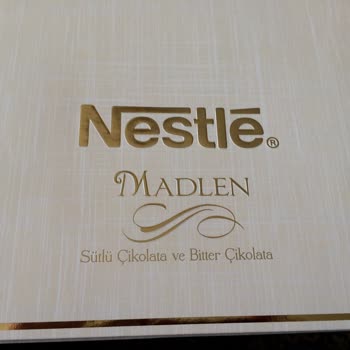 Nestlé®
MADLEN
Sütlü Çikolata ve Bitter Çikolata